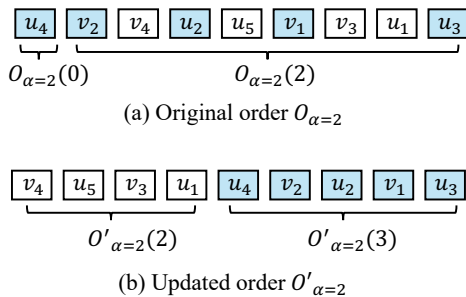 u₄ v₂ v₄ u₂ u₅ v₁ v₃ u₁ u₃
O_{α=2}(0) O_{α=2}(2)
(a) Original order O_{α=2}
v₄ u₅ v₃ u₁ u₄ v₂ u₂ v₁ u₃
O'_{α=2}(2) O'_{α=2}(3)
(b) Updated order O'_{α=2}